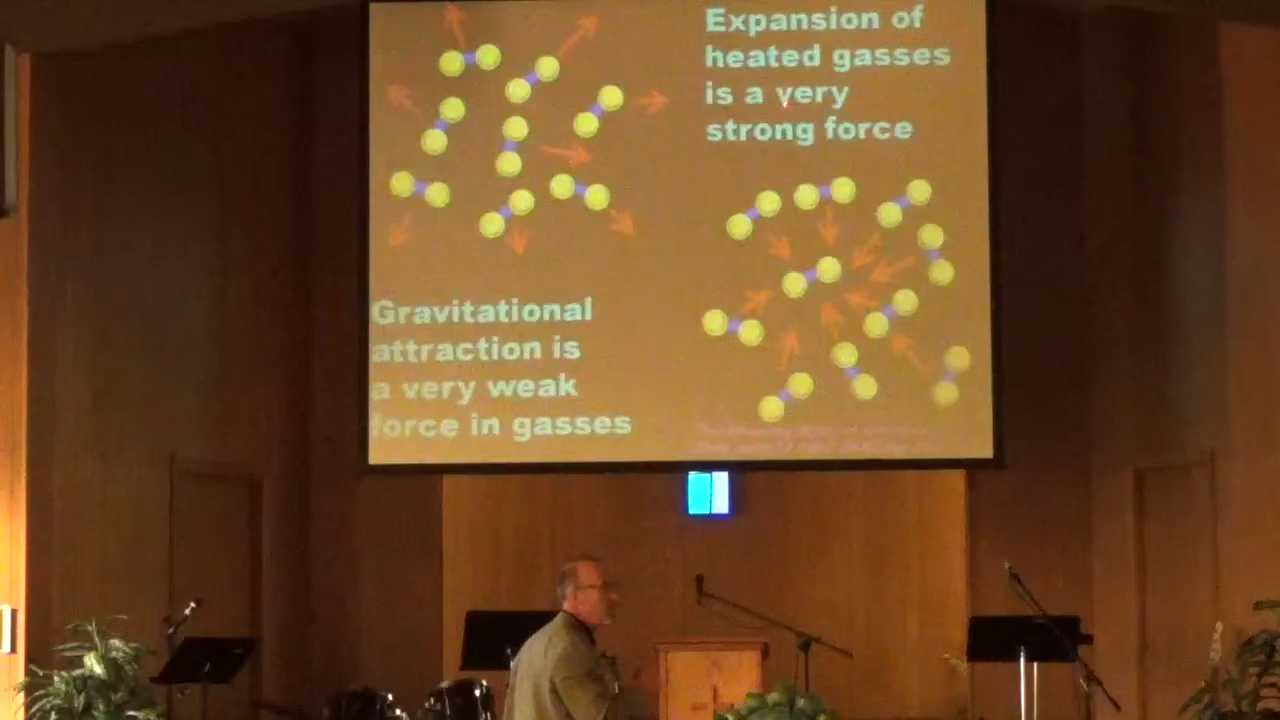 Expansion of
heated gasses
is a very
strong force
Gravitational
attraction is
a very weak
force in gasses